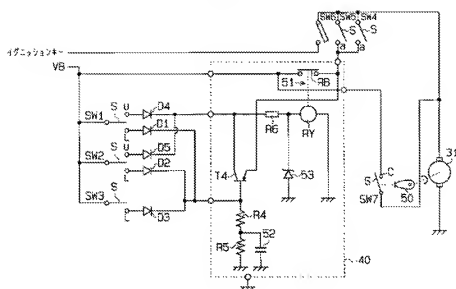 SW6 SW5 SW4
S S
a a
イグニッションキー
VB
51 RB
SW1 S U D4
L D1
R6 RY
SW2 S U D5
L D2
T4
53
31
SW3 S
L D3
S C
SW7 50
R4
R5 52
40